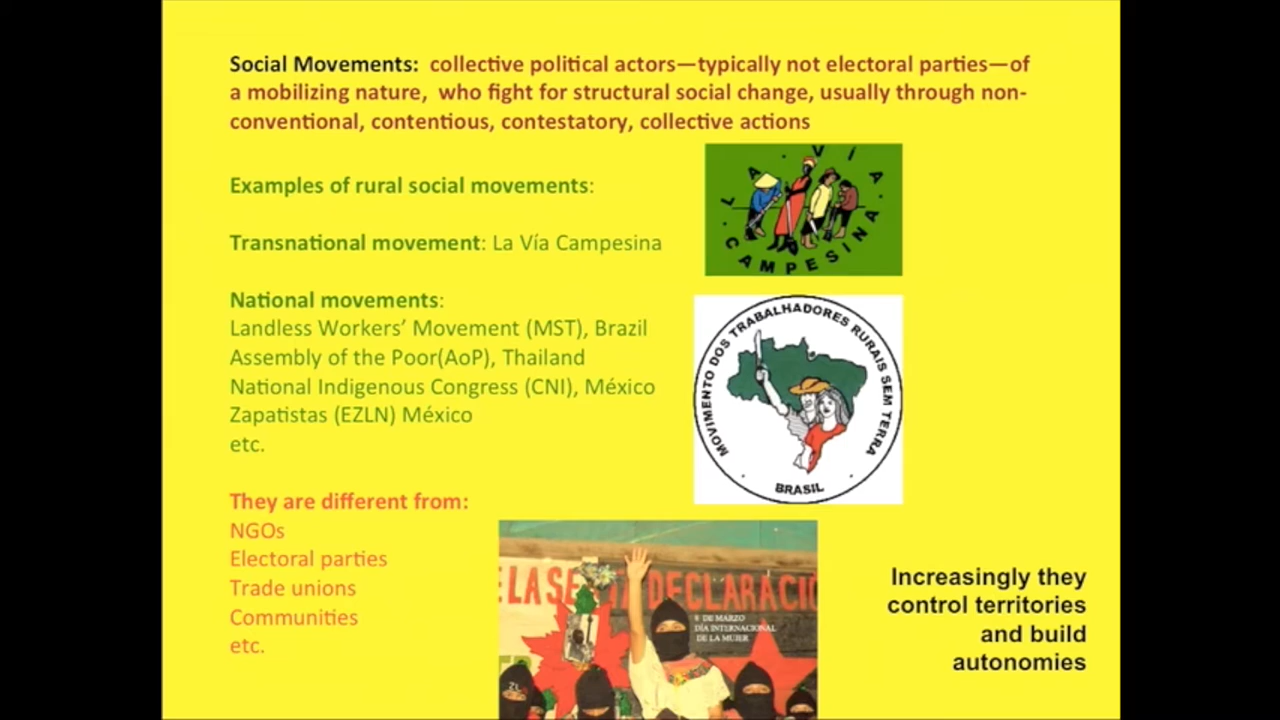 Social Movements: collective political actors—typically not electoral parties—of
a mobilizing nature, who fight for structural social change, usually through non-
conventional, contentious, contestatory, collective actions
Examples of rural social movements:
Transnational movement: La Vía Campesina
National movements:
Landless Workers’ Movement (MST), Brazil
Assembly of the Poor(AoP), Thailand
National Indigenous Congress (CNI), México
Zapatistas (EZLN) México
etc.
They are different from:
NGOs
Electoral parties
Trade unions
Communities
etc.
LA VIA
CAMPESINA
MOVIMENTO DOS TRABALHADORES RURAIS SEM TERRA
BRASIL
E LA SE DECLARACIO
8 DE MARZO
DÍA INTERNACIONAL
DE LA MUJER
Increasingly they
control territories
and build
autonomies